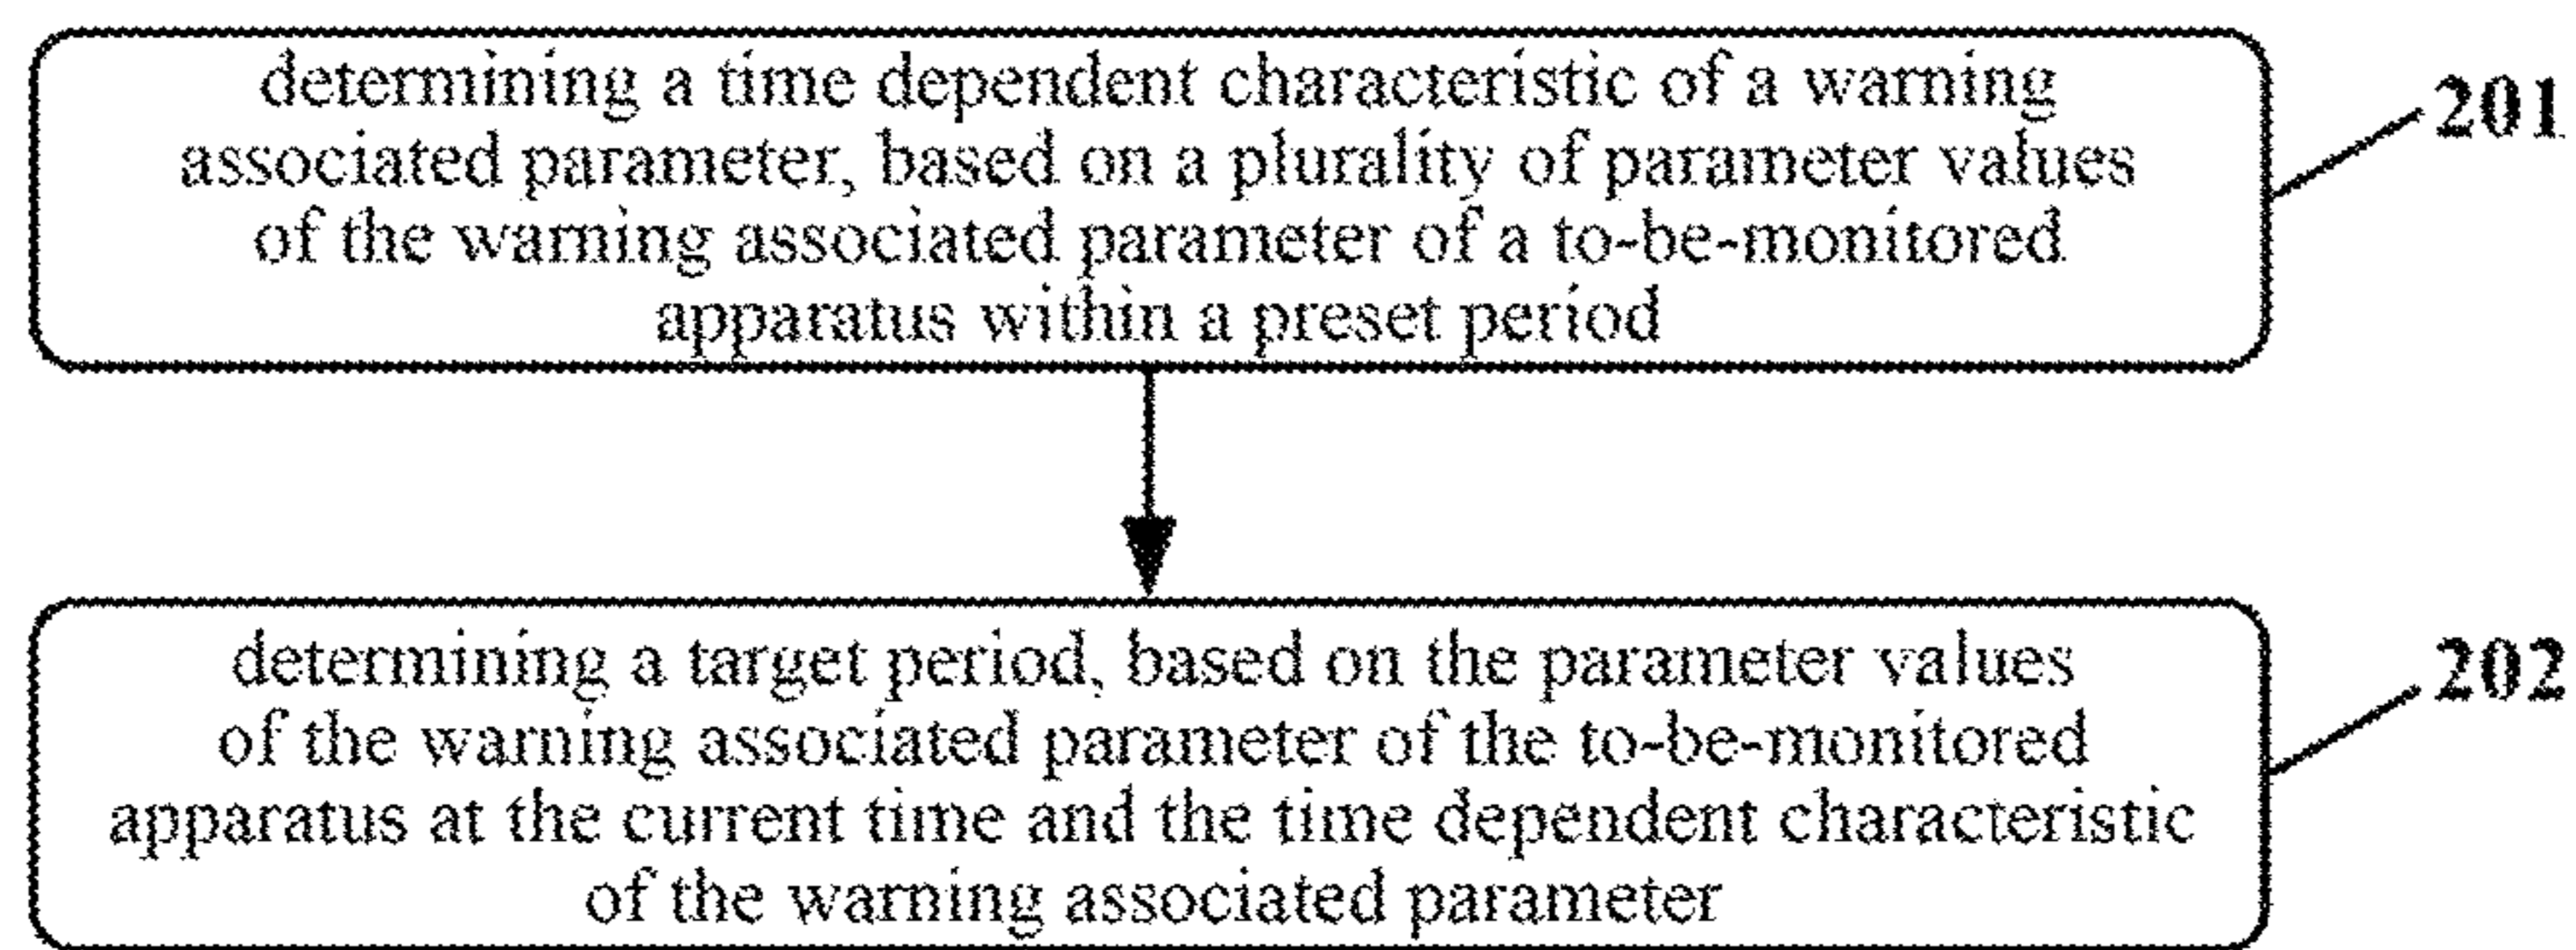 determining a time dependent characteristic of a warning
associated parameter, based on a plurality of parameter values
of the warning associated parameter of a to-be-monitored
apparatus within a preset period
201
determining a target period, based on the parameter values
of the warning associated parameter of the to-be-monitored
apparatus at the current time and the time dependent characteristic
of the warning associated parameter
202